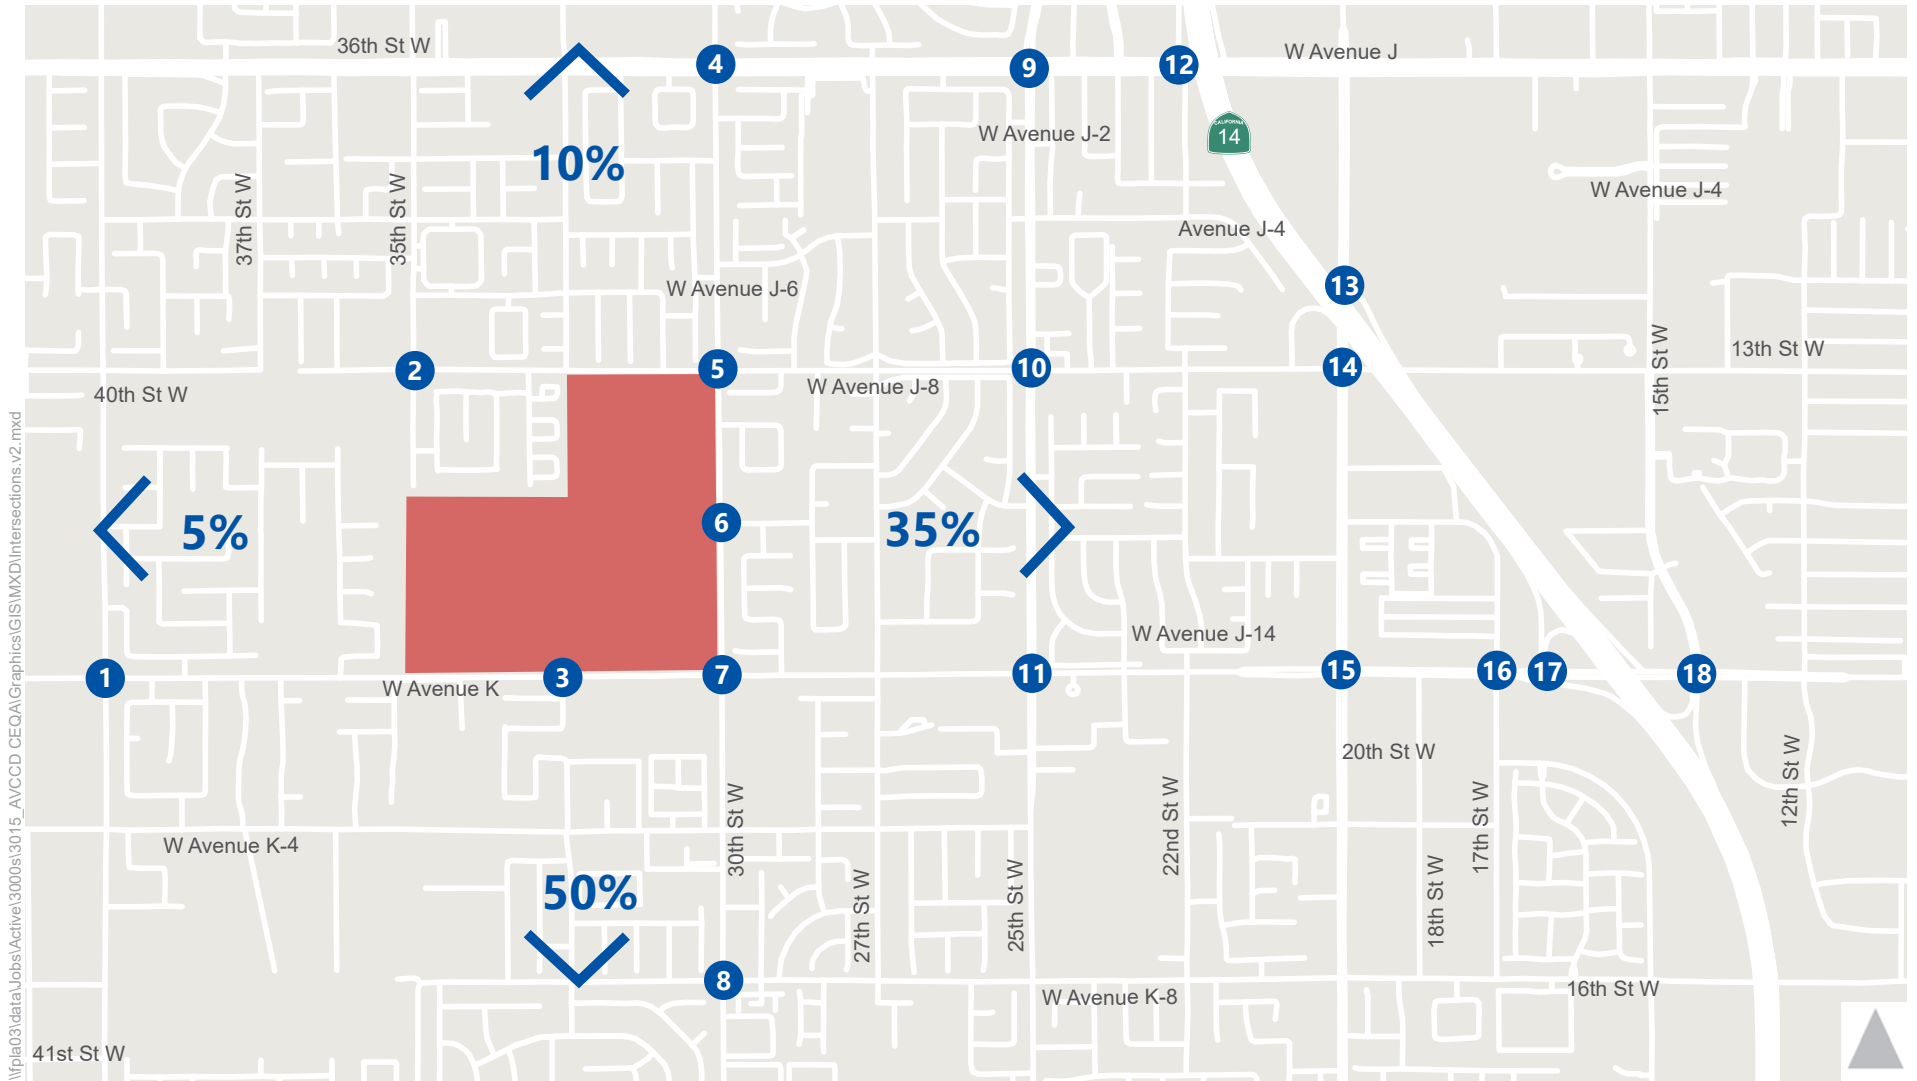 36th St W
4
9
12
W Avenue J
CALIFORNIA
14
W Avenue J-2
10%
W Avenue J-4
37th St W
35th St W
Avenue J-4
W Avenue J-6
13
2
5
10
14
13th St W
15th St W
40th St W
W Avenue J-8
5%
6
35%
W Avenue J-14
1
W Avenue K
3
7
11
15
16
17
18
20th St W
30th St W
22nd St W
17th St W
12th St W
W Avenue K-4
50%
27th St W
25th St W
18th St W
8
W Avenue K-8
16th St W
41st St W
\\fpla03\data\Jobs\Active\3000s\3015_AVCCD CEQA\Graphics\GIS\MXD\Intersections.v2.mxd